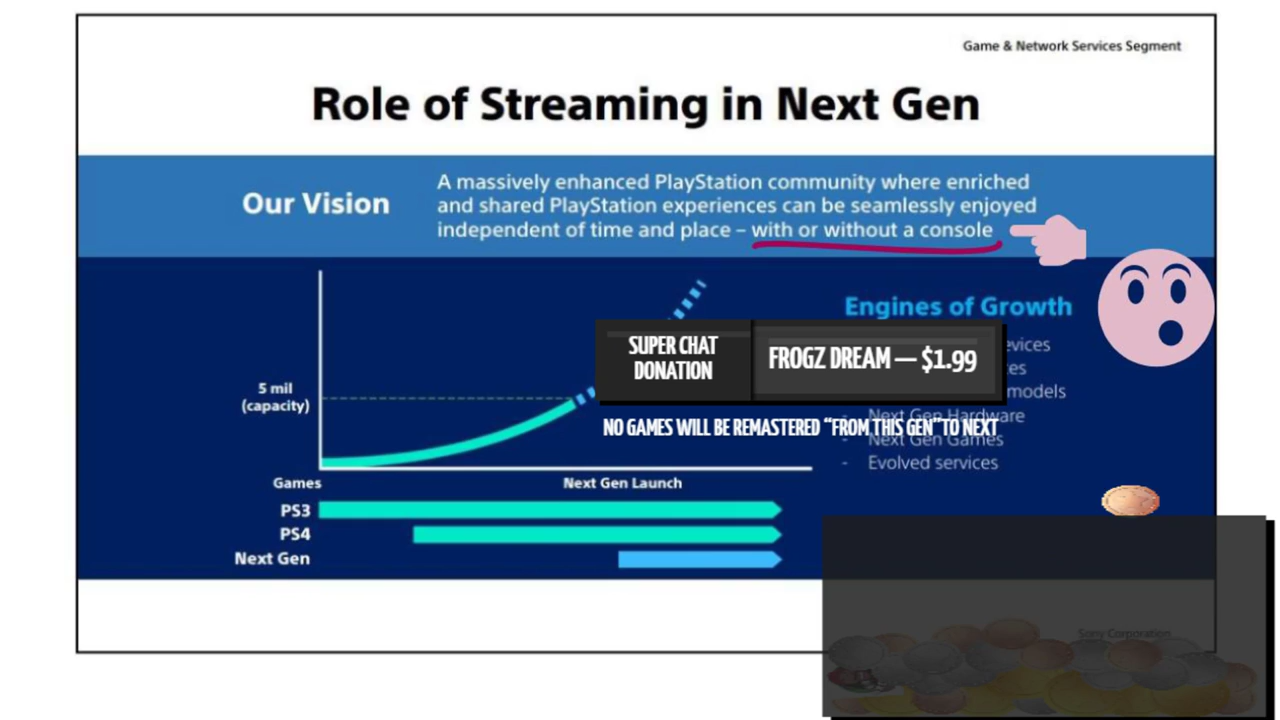 Game & Network Services Segment
Role of Streaming in Next Gen
Our Vision
A massively enhanced PlayStation community where enriched
and shared PlayStation experiences can be seamlessly enjoyed
independent of time and place – with or without a console
Engines of Growth
models
- Next Gen Hardware
- Next Gen Games
- Evolved services
SUPER CHAT
DONATION
FROGZ DREAM — $1.99
NO GAMES WILL BE REMASTERED “FROM THIS GEN” TO NEXT
5 mil
(capacity)
Games
Next Gen Launch
PS3
PS4
Next Gen
Sony Corporation